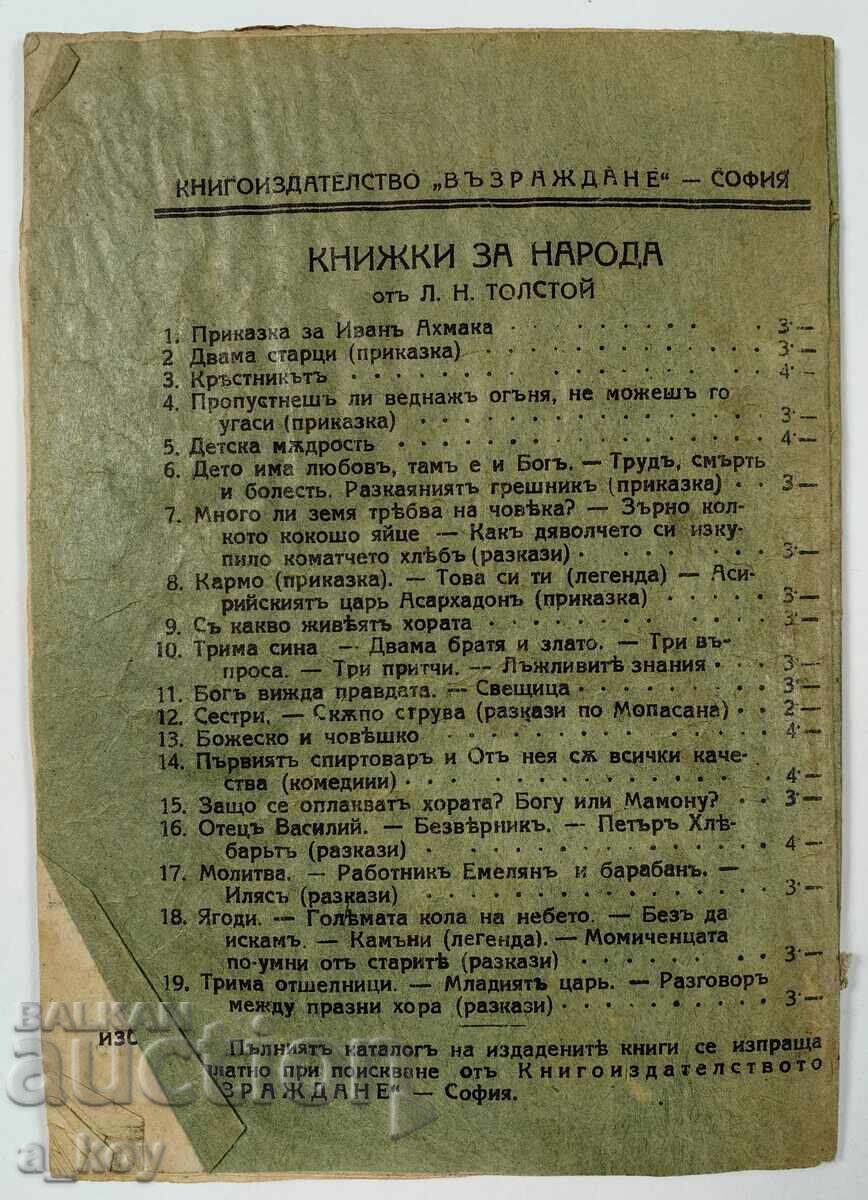 КНИГОИЗДАТЕЛСТВО „ВЪЗРАЖДАНЕ“ — СОФИЯ
КНИЖКИ ЗА НАРОДА
отъ Л. Н. ТОЛСТОЙ
1. Приказка за Иванъ Ахмака 3·—
2 Двама старци (приказка) 3·—
3. Кръстникътъ 4·—
4. Пропустнешъ ли веднажъ огъня, не можешъ го
угаси (приказка) 3·—
5. Детска мѫдрость 4·—
6. Дето има любовъ, тамъ е и Богъ. — Трудъ, смърть
и болесть. Разкаяниятъ грешникъ (приказка) 3·—
7. Много ли земя трѣбва на човѣка? — Зърно кол-
кото кокошо яйце — Какъ дяволчето си изку-
пило коматчето хлѣбъ (разкази) 3·—
8. Кармо (приказка). — Това си ти (легенда) — Аси-
рийскиятъ царь Асархадонъ (приказка) 3·—
9. Съ какво живѣятъ хората 3·—
10. Трима сина — Двама братя и злато. — Три въ-
проса. — Три притчи. — Лъжливитѣ знания 3·—
11. Богъ вижда правдата. — Свещица 3·—
12. Сестри, — Скѫпо струва (разкази по Мопасана) 2·—
13. Божеско и човѣшко 4·—
14. Първиятъ спиртоваръ и Отъ нея сѫ всички каче-
ства (комедиии) 4·—
15. Защо се оплакватъ хората? Богу или Мамону? 3·—
16. Отецъ Василий. — Безвѣрникъ. — Петъръ Хлѣ-
барьтъ (разкази) 4 —
17. Молитва. — Работникъ Емелянъ и барабанъ. —
Илясъ (разкази) 3·—
18. Ягоди. — Голѣмата кола на небето. — Безъ да
искамъ. — Камъни (легенда). — Момиченцата
по-умни отъ старитѣ (разкази) 3·—
19. Трима отшелници. — Младиятъ царь. — Разговоръ
между празни хора (разкази) 3·—
Пълниятъ каталогъ на издаденитѣ книги се изпраща
ИЗ
латно при поискване отъ Книгоиздателството
ЗРАЖДАНЕ“ — София.
BALKAN
auction
a_koy